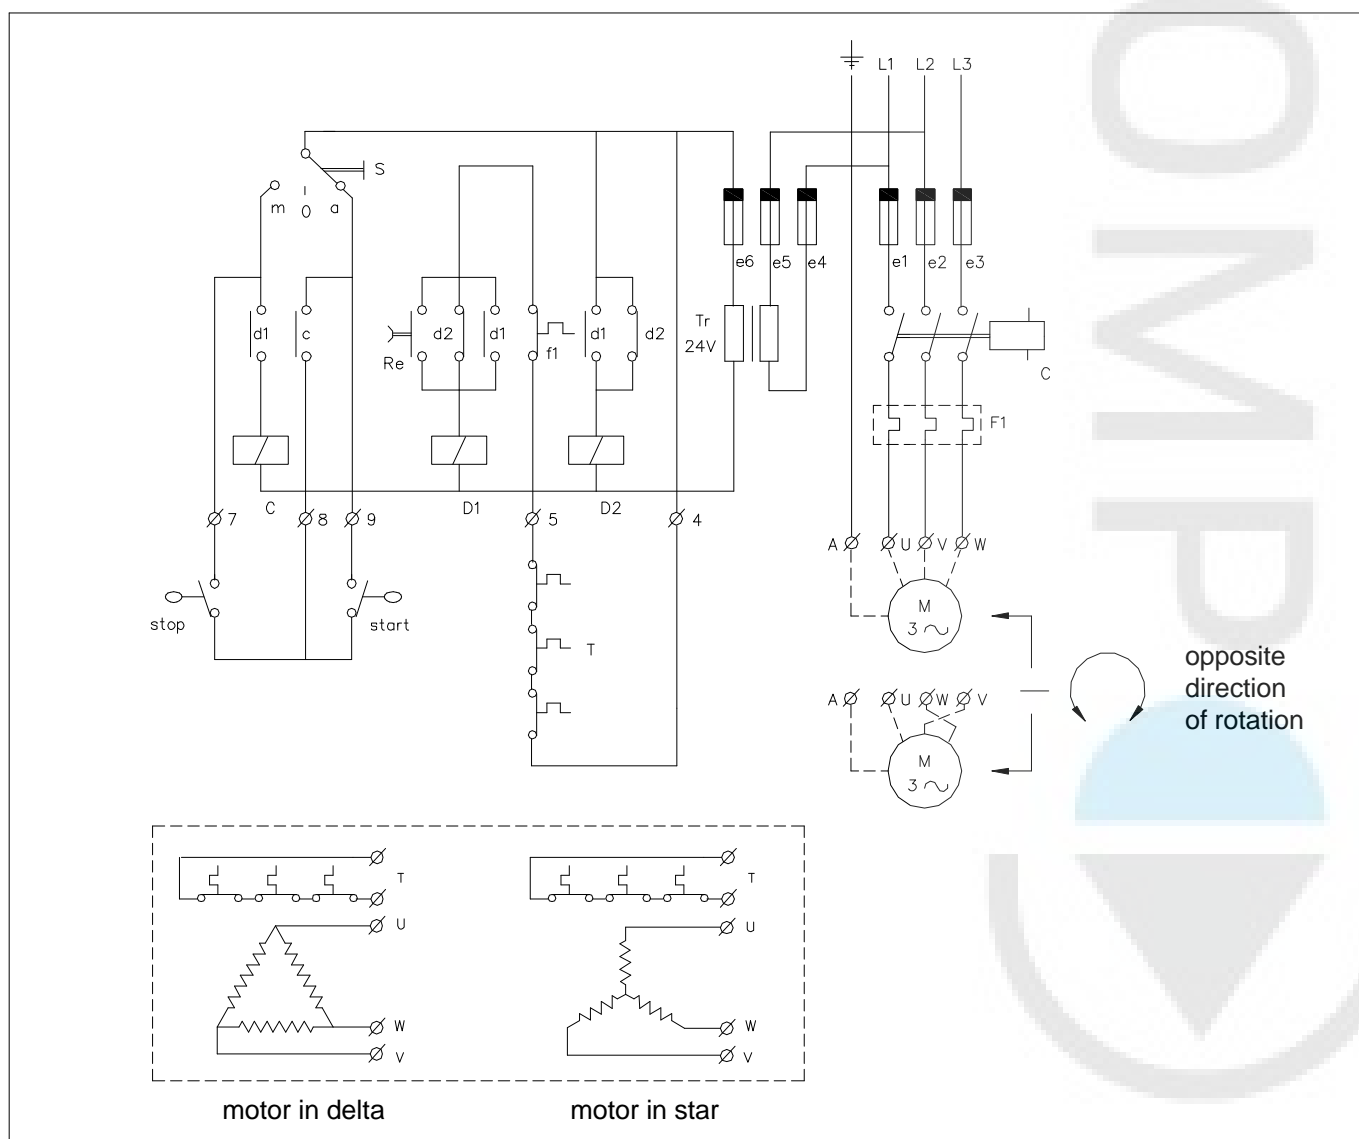 L1 L2 L3
S
m 0 a
e6 e5 e4 e1 e2 e3
d1 c d2 d1 d1 d2
Re f1
Tr
24V
C
F1
C D1 D2
7 8 9 5 4
A U V W
stop start
M
3
T
opposite
direction
of rotation
A U W V
M
3
T T
U U
W W
V V
motor in delta motor in star
OMP